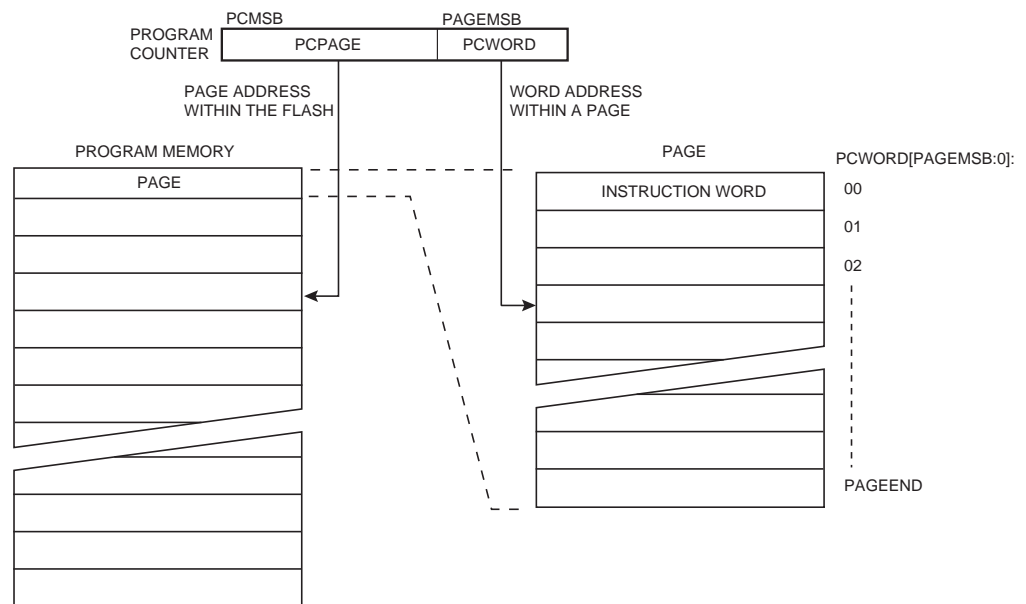 PCMSB
PAGEMSB
PROGRAM
COUNTER
PCPAGE
PCWORD
PAGE ADDRESS
WITHIN THE FLASH
WORD ADDRESS
WITHIN A PAGE
PROGRAM MEMORY
PAGE
PAGE
INSTRUCTION WORD
PCWORD[PAGEMSB:0]:
00
01
02
PAGEEND